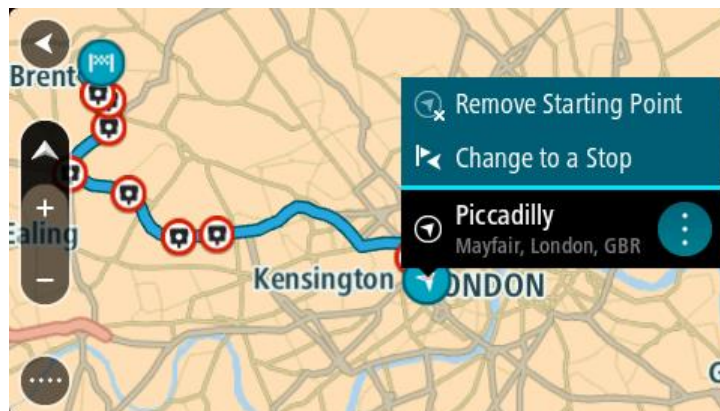 Brent
Remove Starting Point
Change to a Stop
Piccadilly
Mayfair, London, GBR
Ealing
Kensington
ONDON
G